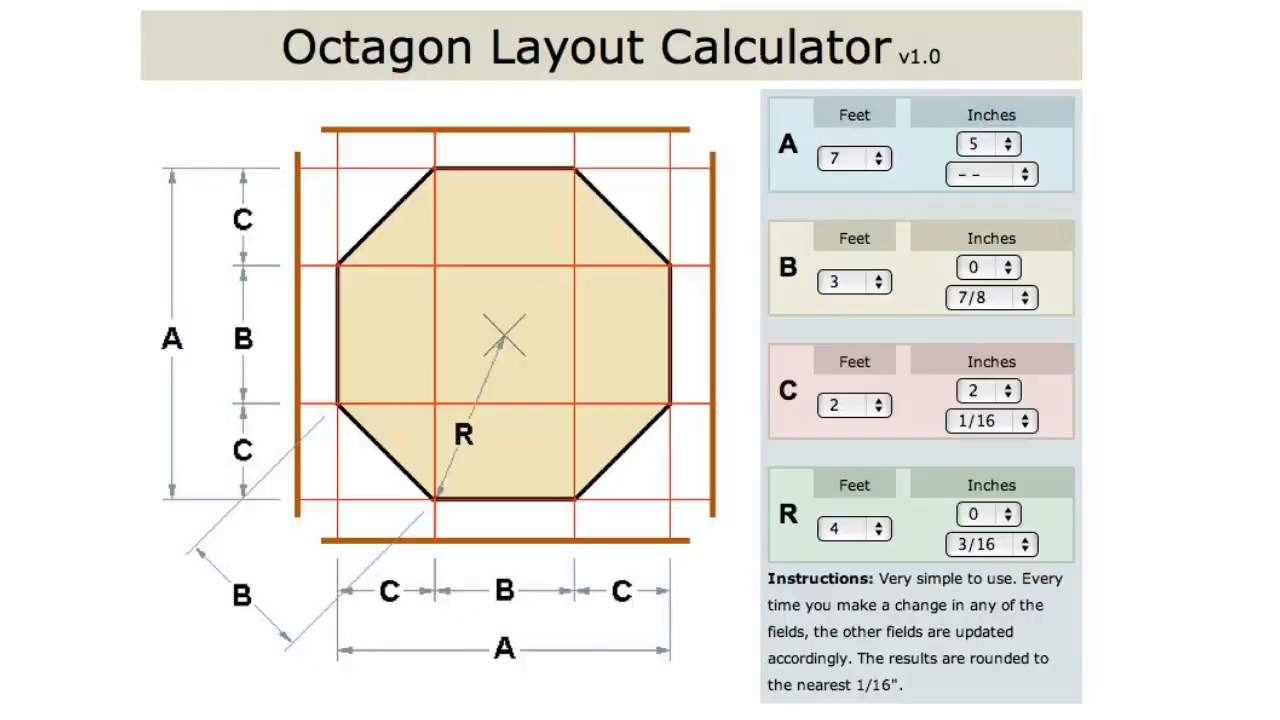 Octagon Layout Calculator v1.0
A
C
B
C
B
R
C B C
A
A
Feet Inches
7 5
--
B
Feet Inches
3 0
7/8
C
Feet Inches
2 2
1/16
R
Feet Inches
4 0
3/16
Instructions: Very simple to use. Every
time you make a change in any of the
fields, the other fields are updated
accordingly. The results are rounded to
the nearest 1/16".